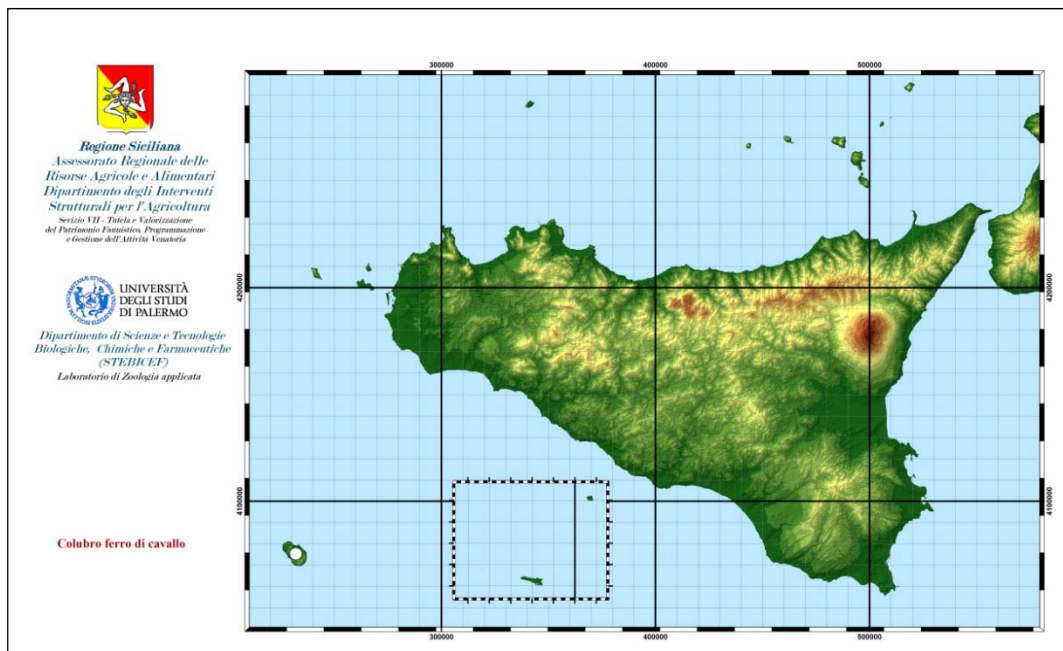 Regione Siciliana
Assessorato Regionale delle
Risorse Agricole e Alimentari
Dipartimento degli Interventi
Strutturali per l'Agricoltura
Sevizio VII - Tutela e Valorizzazione
del Patrimonio Faunistico, Programmazione
e Gestione dell'Attività Venatoria
UNIVERSITÀ
DEGLI STUDI
DI PALERMO
Dipartimento di Scienze e Tecnologie
Biologiche, Chimiche e Farmaceutiche
(STEBICEF)
Laboratorio di Zoologia applicata
Colubro ferro di cavallo
300000 400000 500000
4200000 4200000
4100000 4100000
300000 400000 500000